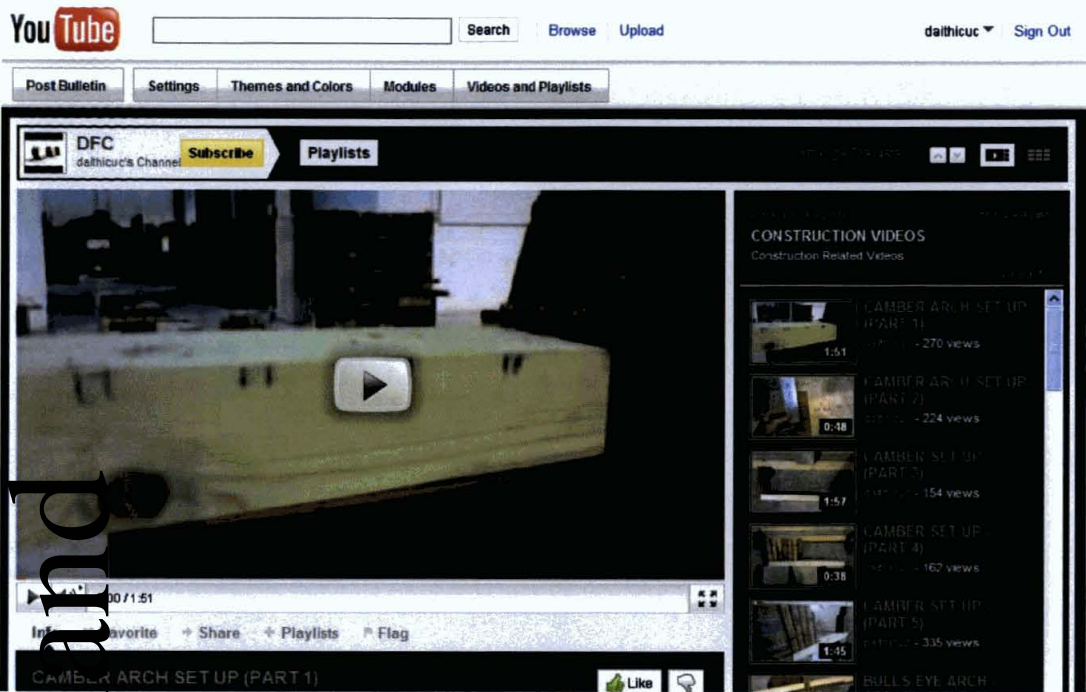 You Tube Search Browse Upload daithicuc Sign Out
Post Bulletin Settings Themes and Colors Modules Videos and Playlists
DFC
daithicuc's Channel Subscribe Playlists
CONSTRUCTION VIDEOS
Construction Related Videos
CAMBER ARCH SET UP
(PART 1)
- 270 views
1:51
CAMBER ARCH SET UP
(PART 2)
- 224 views
0:48
CAMBER SET UP
(PART 3)
- 154 views
1:57
CAMBER SET UP -
(PART 4)
- 162 views
0:38
CAMBER SET UP
(PART 5)
- 335 views
1:45
BULLS EYE ARCH -
/ 1:51
Share Playlists Flag
CAMBER ARCH SET UP (PART 1) Like
and